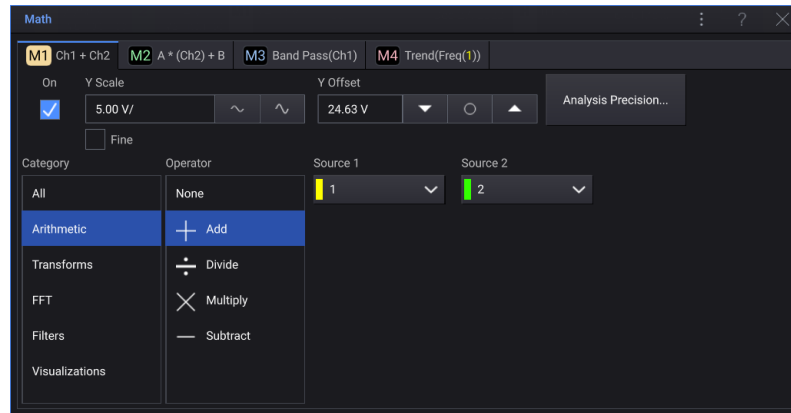 Math
M1 Ch1 + Ch2 M2 A * (Ch2) + B M3 Band Pass(Ch1) M4 Trend(Freq(1))
On Y Scale Y Offset
5.00 V/ 24.63 V Analysis Precision...
Fine
Category Operator Source 1 Source 2
All None 1 2
Arithmetic Add
Transforms Divide
FFT Multiply
Filters Subtract
Visualizations